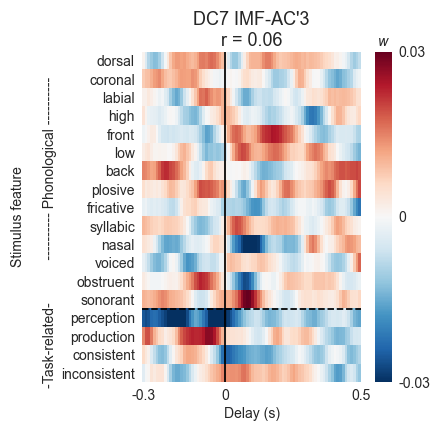 DC7 IMF-AC'3
r = 0.06
w
Stimulus feature
-Task-related-
---------- Phonological ----------
dorsal
coronal
labial
high
front
low
back
plosive
fricative
syllabic
nasal
voiced
obstruent
sonorant
perception
production
consistent
inconsistent
0.03
0
-0.03
-0.3
0
0.5
Delay (s)